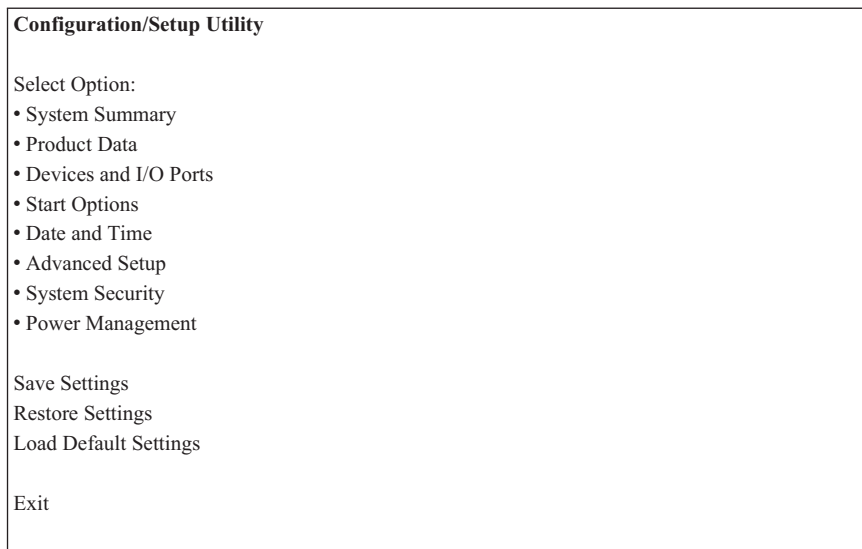 Configuration/Setup Utility
Select Option:
• System Summary
• Product Data
• Devices and I/O Ports
• Start Options
• Date and Time
• Advanced Setup
• System Security
• Power Management
Save Settings
Restore Settings
Load Default Settings
Exit